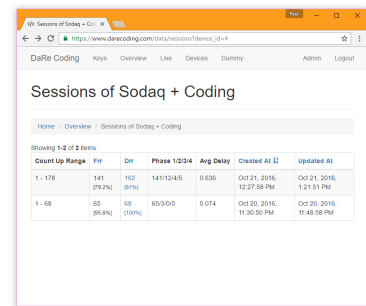 Paul
Sessions of Sodaq + Cod
https://www.darecoding.com/data/sessions?device_id=4
DaRe Coding Keys Overview Live Devices Dummy Admin Logout
Sessions of Sodaq + Coding
Home / Overview / Sessions of Sodaq + Coding
Showing 1-2 of 2 items.
Count Up Range Frr Drr Phase 1/2/3/4 Avg Delay Created At Updated At
1 - 178 141 162 141/12/4/5 0.636 Oct 21, 2016, Oct 21, 2016,
[79.2%] [91%] 12:27:58 PM 1:21:51 PM
1 - 68 65 68 65/3/0/0 0.074 Oct 20, 2016, Oct 20, 2016,
[95.6%] [100%] 11:30:50 PM 11:48:58 PM